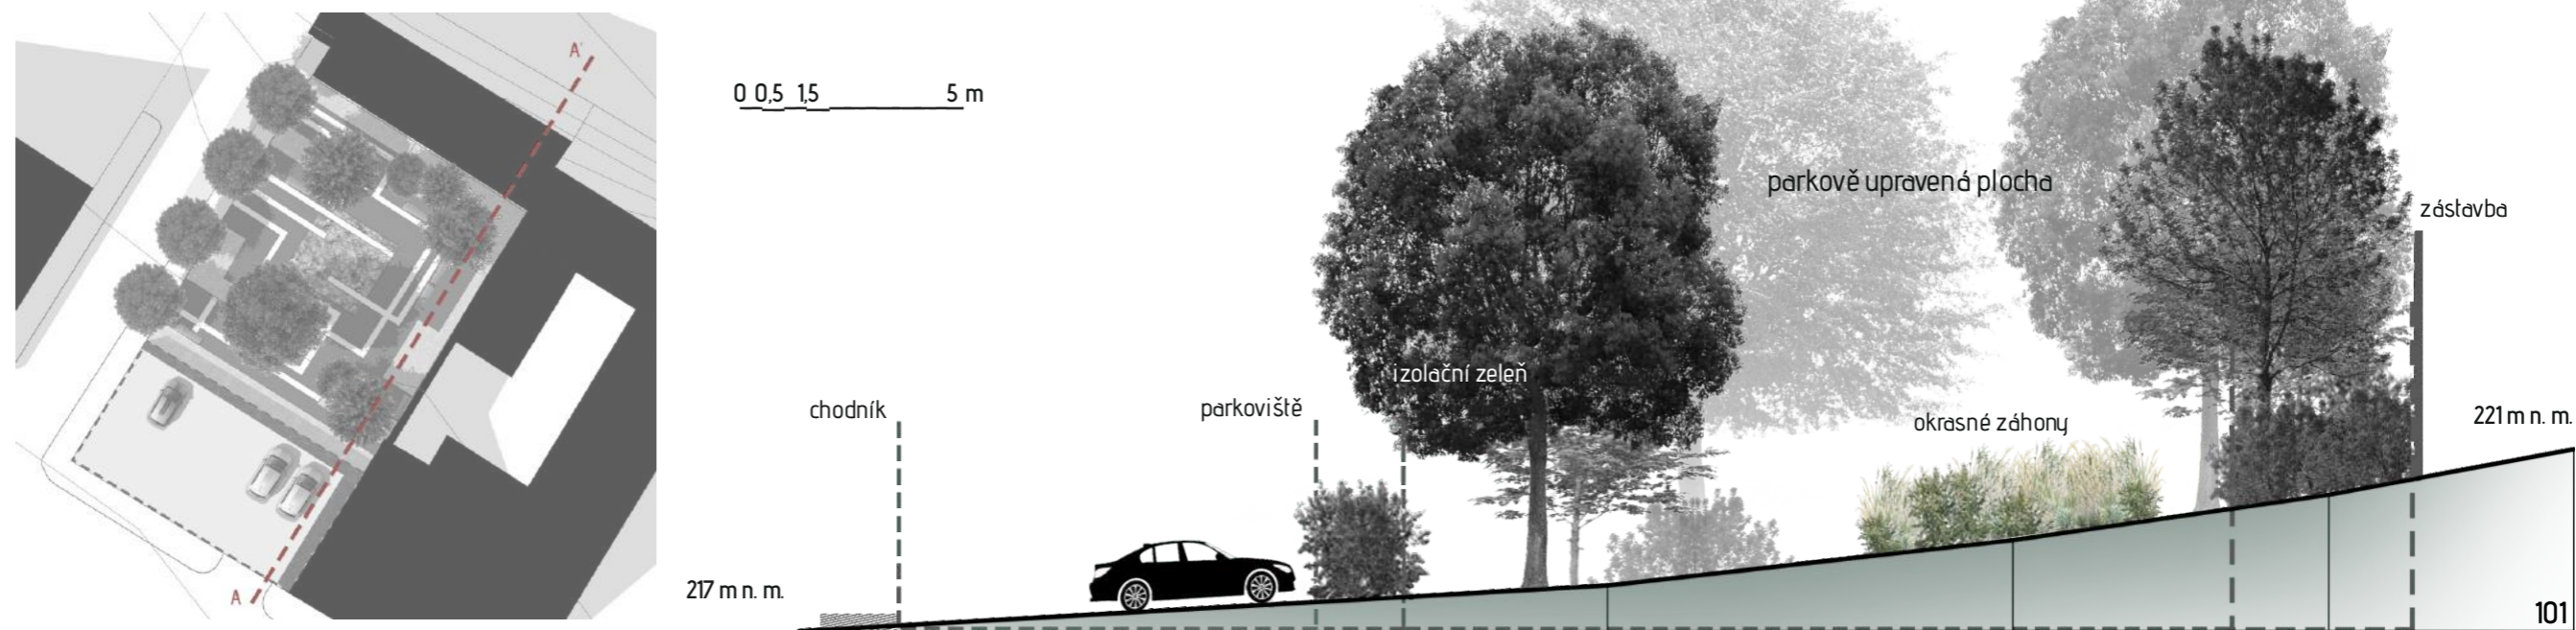 A'
A
0 0,5 1,5 5 m
parkově upravená plocha
zástavba
izolační zeleň
chodník
parkoviště
okrasné záhony
221 m n. m.
217 m n. m.
101